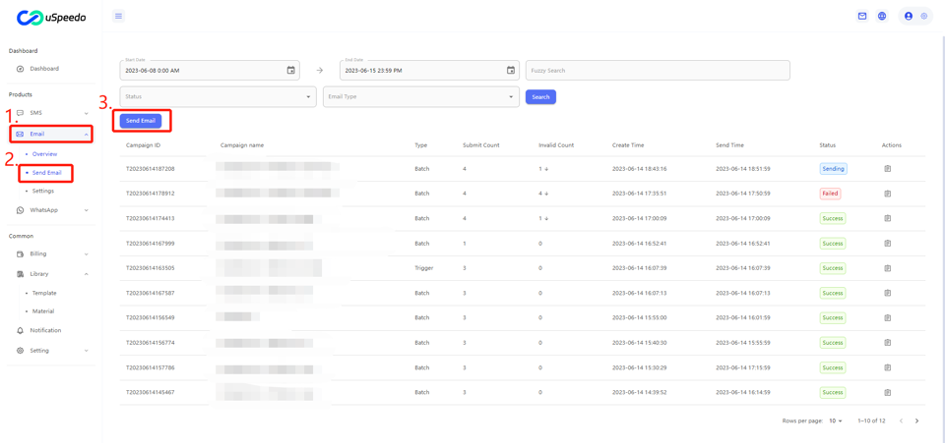 uSpeedo
Dashboard
Dashboard
Products
1.
SMS
Email
2.
Overview
Send Email
Settings
WhatsApp
Common
Billing
Library
Template
Material
Notification
Setting
Start Date
2023-06-08 0:00 AM
End Date
2023-06-15 23:59 PM
Fuzzy Search
Status
Email Type
Search
3.
Send Email
Campaign ID Campaign name Type Submit Count Invalid Count Create Time Send Time Status Actions
T20230614187208 Batch 4 1 2023-06-14 18:43:16 2023-06-14 18:51:59 Sending
T20230614178912 Batch 4 4 2023-06-14 17:35:51 2023-06-14 17:50:59 Failed
T20230614174413 Batch 4 1 2023-06-14 17:00:09 2023-06-14 17:00:09 Success
T20230614167999 Batch 1 0 2023-06-14 16:52:41 2023-06-14 16:52:41 Success
T20230614163505 Trigger 3 0 2023-06-14 16:07:39 2023-06-14 16:07:39 Success
T20230614167587 Batch 3 0 2023-06-14 16:07:13 2023-06-14 16:07:13 Success
T20230614156549 Batch 3 0 2023-06-14 15:55:00 2023-06-14 16:01:59 Success
T20230614156774 Batch 3 0 2023-06-14 15:40:30 2023-06-14 15:55:59 Success
T20230614157786 Batch 3 0 2023-06-14 15:30:29 2023-06-14 17:15:59 Success
T20230614145467 Batch 3 0 2023-06-14 14:39:52 2023-06-14 16:14:59 Success
Rows per page: 10 1–10 of 12